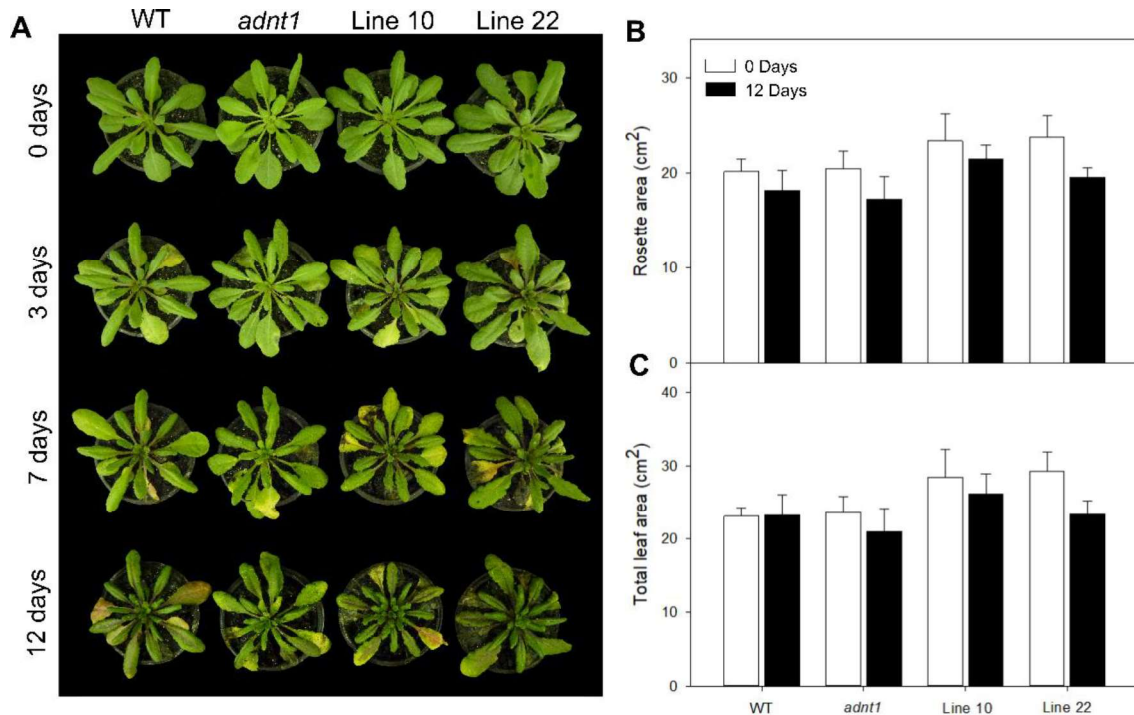 A
WT adnt1 Line 10 Line 22
0 days
3 days
7 days
12 days
B
0 Days
12 Days
Rosette area (cm2)
30
20
10
0
C
Total leaf area (cm2)
40
30
20
10
0
WT adnt1 Line 10 Line 22